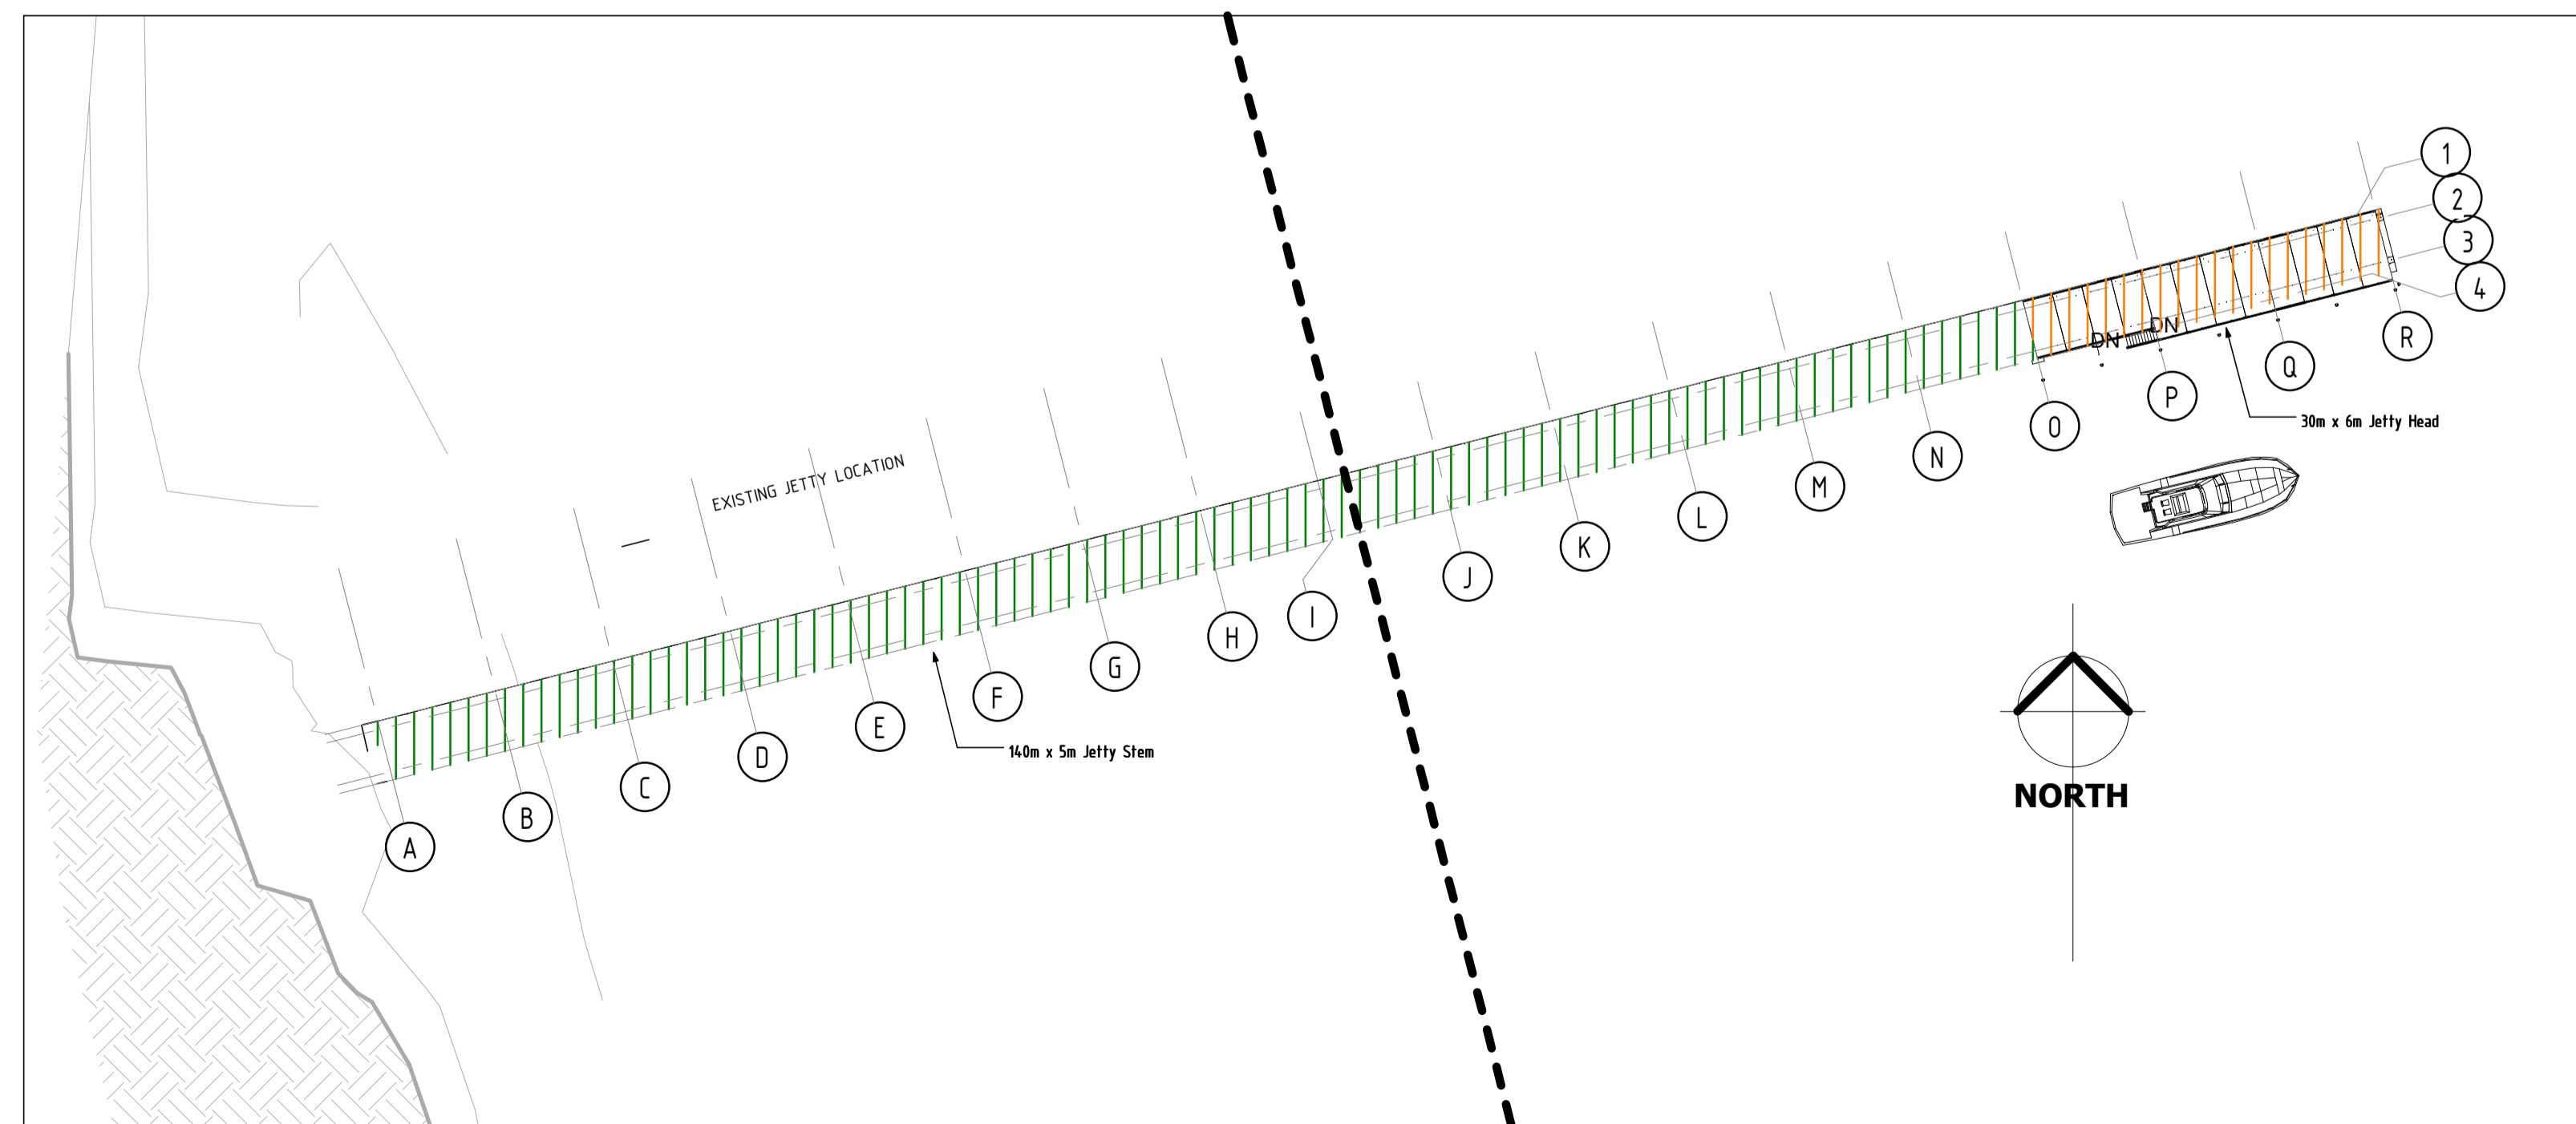 1
2
3
4
R
Q
P
O
N
M
L
K
J
I
H
G
F
E
D
C
B
A
DN
DN
30m x 6m Jetty Head
EXISTING JETTY LOCATION
140m x 5m Jetty Stem
NORTH